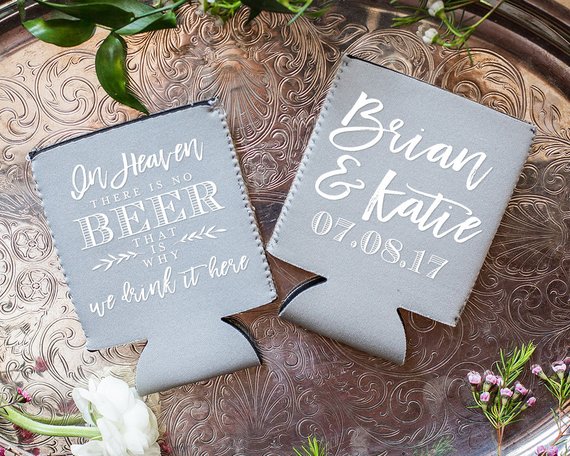 In Heaven
THERE IS NO
BEER
THAT
IS
WHY
we drink it here
Brian
& Katie
07.08.17